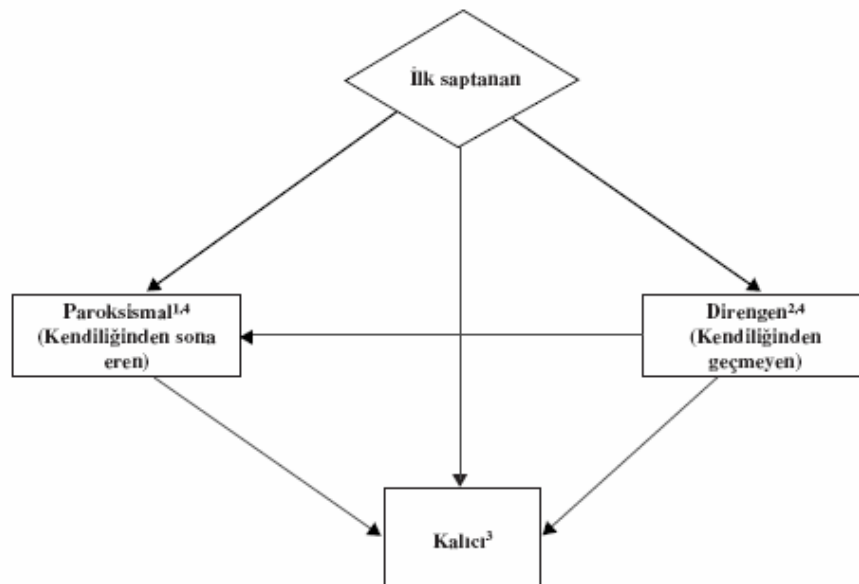 İlk saptanan
Paroksismal¹,⁴
(Kendiliğinden sona
eren)
Direngen²,⁴
(Kendiliğinden
geçmeyen)
Kalıcı³